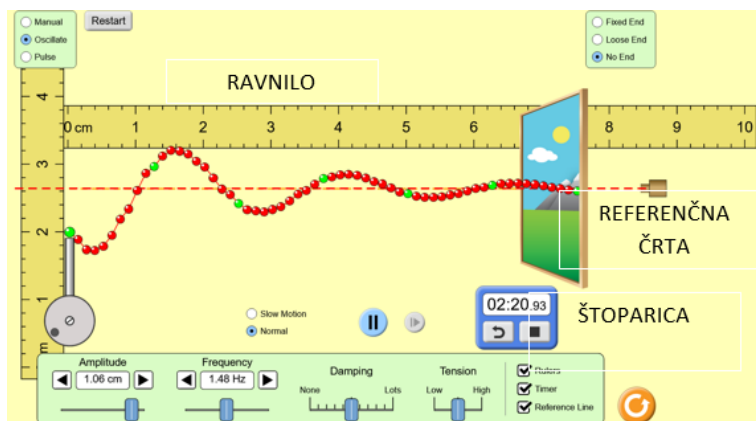 Manual
Oscillate
Pulse
Restart
Fixed End
Loose End
No End
RAVNILO
0 cm 1 2 3 4 5 6 7 8 9 10
4
3
2
1
REFERENČNA
ČRTA
02:20.93
ŠTOPARICA
Slow Motion
Normal
Amplitude
1.06 cm
Frequency
1.48 Hz
Damping
None
Lots
Tension
Low
High
Rulers
Timer
Reference Line